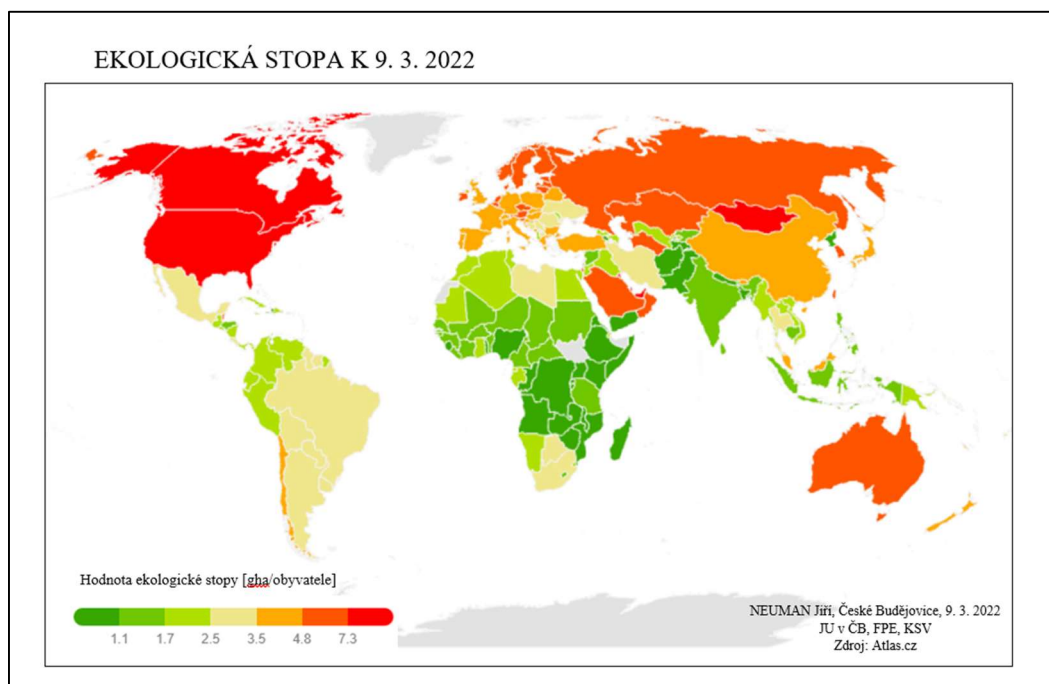 EKOLOGICKÁ STOPA K 9. 3. 2022
Hodnota ekologické stopy [gha/obyvatele]
1.1 1.7 2.5 3.5 4.8 7.3
NEUMAN Jiří, České Budějovice, 9. 3. 2022
JU v ČB, FPE, KSV
Zdroj: Atlas.cz